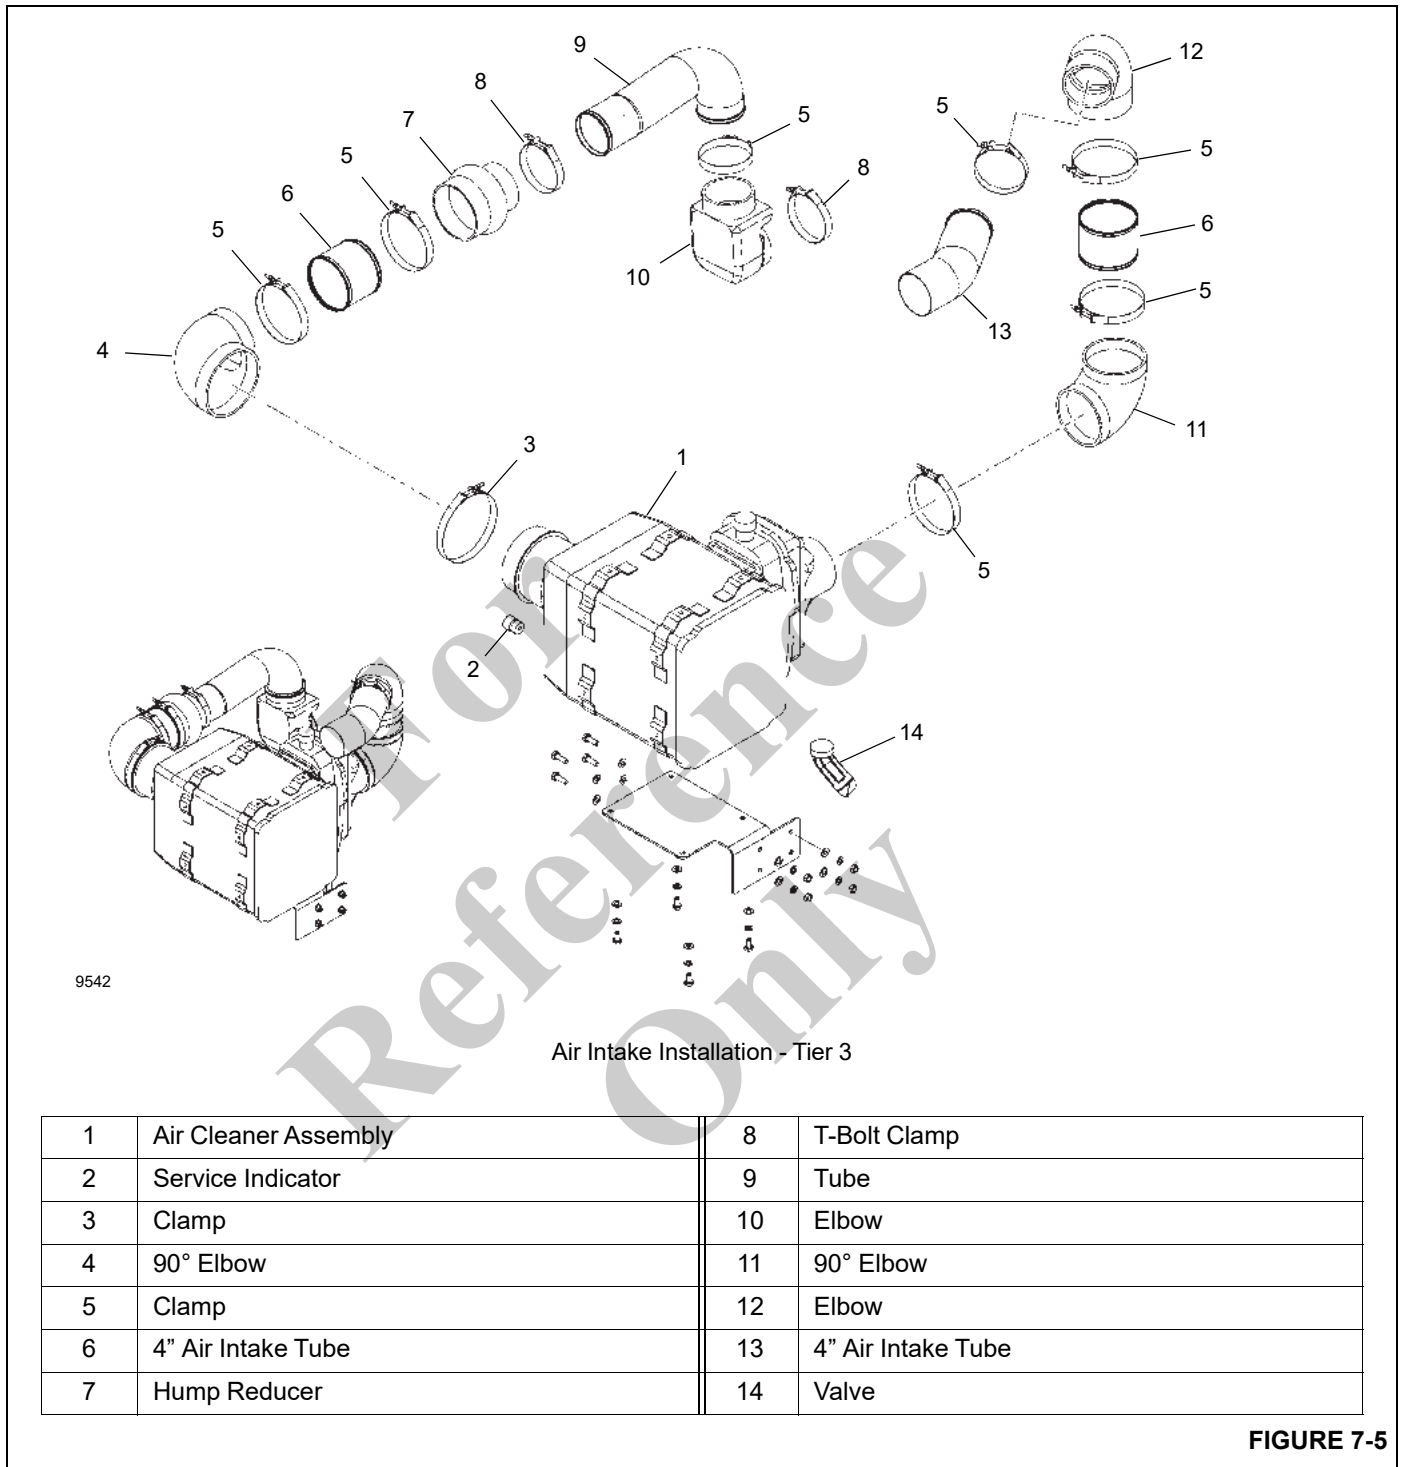 9
12
8
5
5
7
5
5
8
6
6
5
10
5
13
4
11
3
1
5
2
14
9542
Air Intake Installation - Tier 3
For
Reference
Only
1 Air Cleaner Assembly 8 T-Bolt Clamp
2 Service Indicator 9 Tube
3 Clamp 10 Elbow
4 90° Elbow 11 90° Elbow
5 Clamp 12 Elbow
6 4” Air Intake Tube 13 4” Air Intake Tube
7 Hump Reducer 14 Valve
FIGURE 7-5